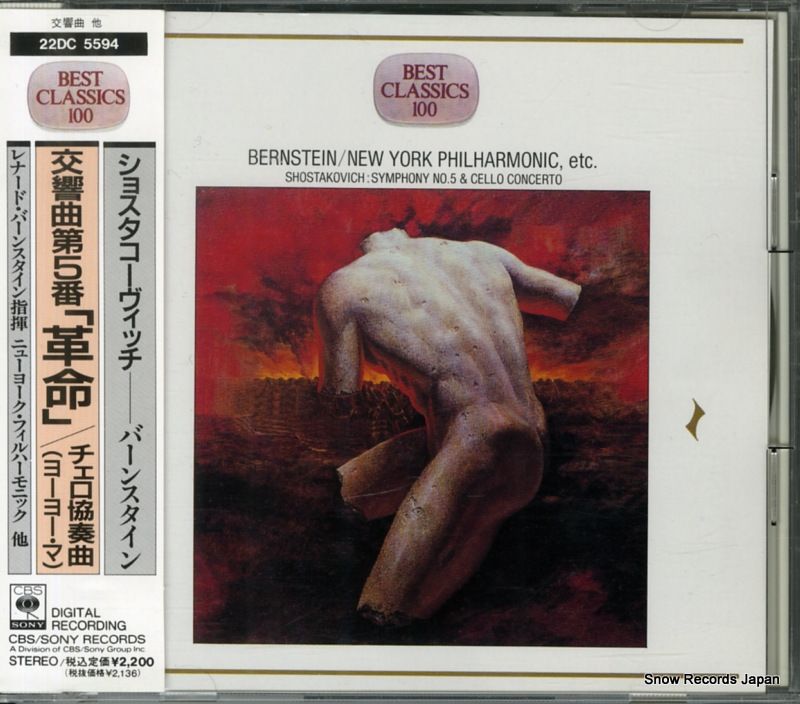 交響曲 他
22DC 5594
BEST
CLASSICS
100
ショスタコーヴィッチ——バーンスタイン
交響曲第5番「革命」/チェロ協奏曲
(ヨーヨー・マ)
レナード・バーンスタイン指揮 ニューヨーク・フィルハーモニック 他
CBS
SONY
DIGITAL
RECORDING
CBS/SONY RECORDS
A Division of CBS/Sony Group Inc.
STEREO/税込定価¥2,200
(税抜価格¥2,136)
BEST
CLASSICS
100
BERNSTEIN/NEW YORK PHILHARMONIC, etc.
SHOSTAKOVICH:SYMPHONY NO.5 & CELLO CONCERTO
Snow Records Japan